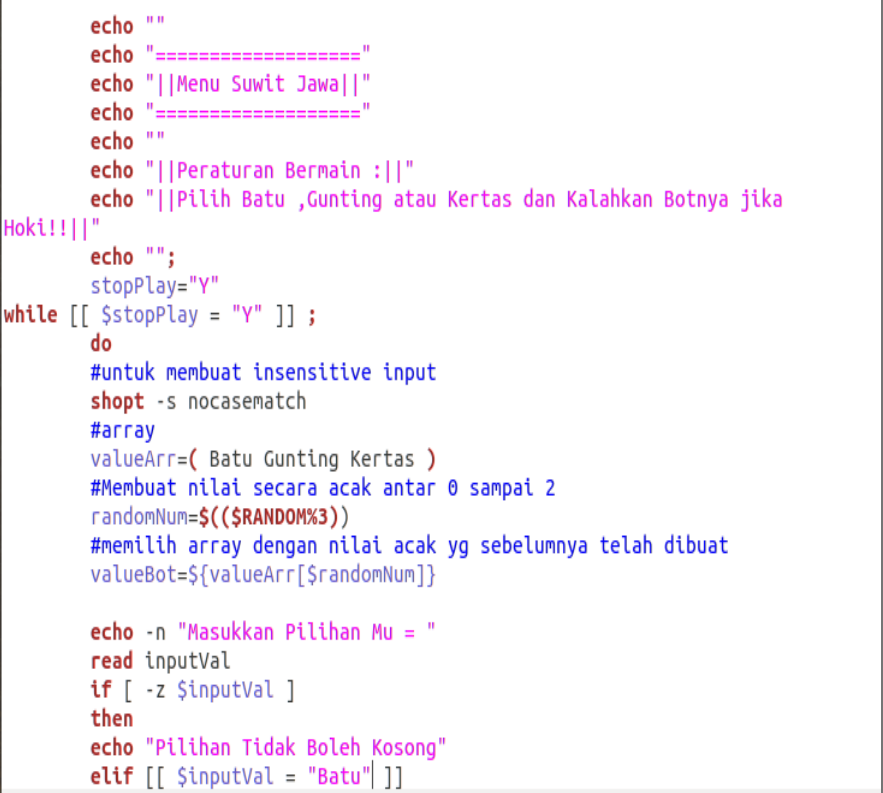 echo ""
echo "==================="
echo "||Menu Suwit Jawa||"
echo "==================="
echo ""
echo "||Peraturan Bermain :||"
echo "||Pilih Batu ,Gunting atau Kertas dan Kalahkan Botnya jika
Hoki!!||"
echo "";
stopPlay="Y"
while [[ $stopPlay = "Y" ]] ;
do
#untuk membuat insensitive input
shopt -s nocasematch
#array
valueArr=( Batu Gunting Kertas )
#Membuat nilai secara acak antar 0 sampai 2
randomNum=$(($RANDOM%3))
#memilih array dengan nilai acak yg sebelumnya telah dibuat
valueBot=${valueArr[$randomNum]}
echo -n "Masukkan Pilihan Mu = "
read inputVal
if [ -z $inputVal ]
then
echo "Pilihan Tidak Boleh Kosong"
elif [[ $inputVal = "Batu" ]]